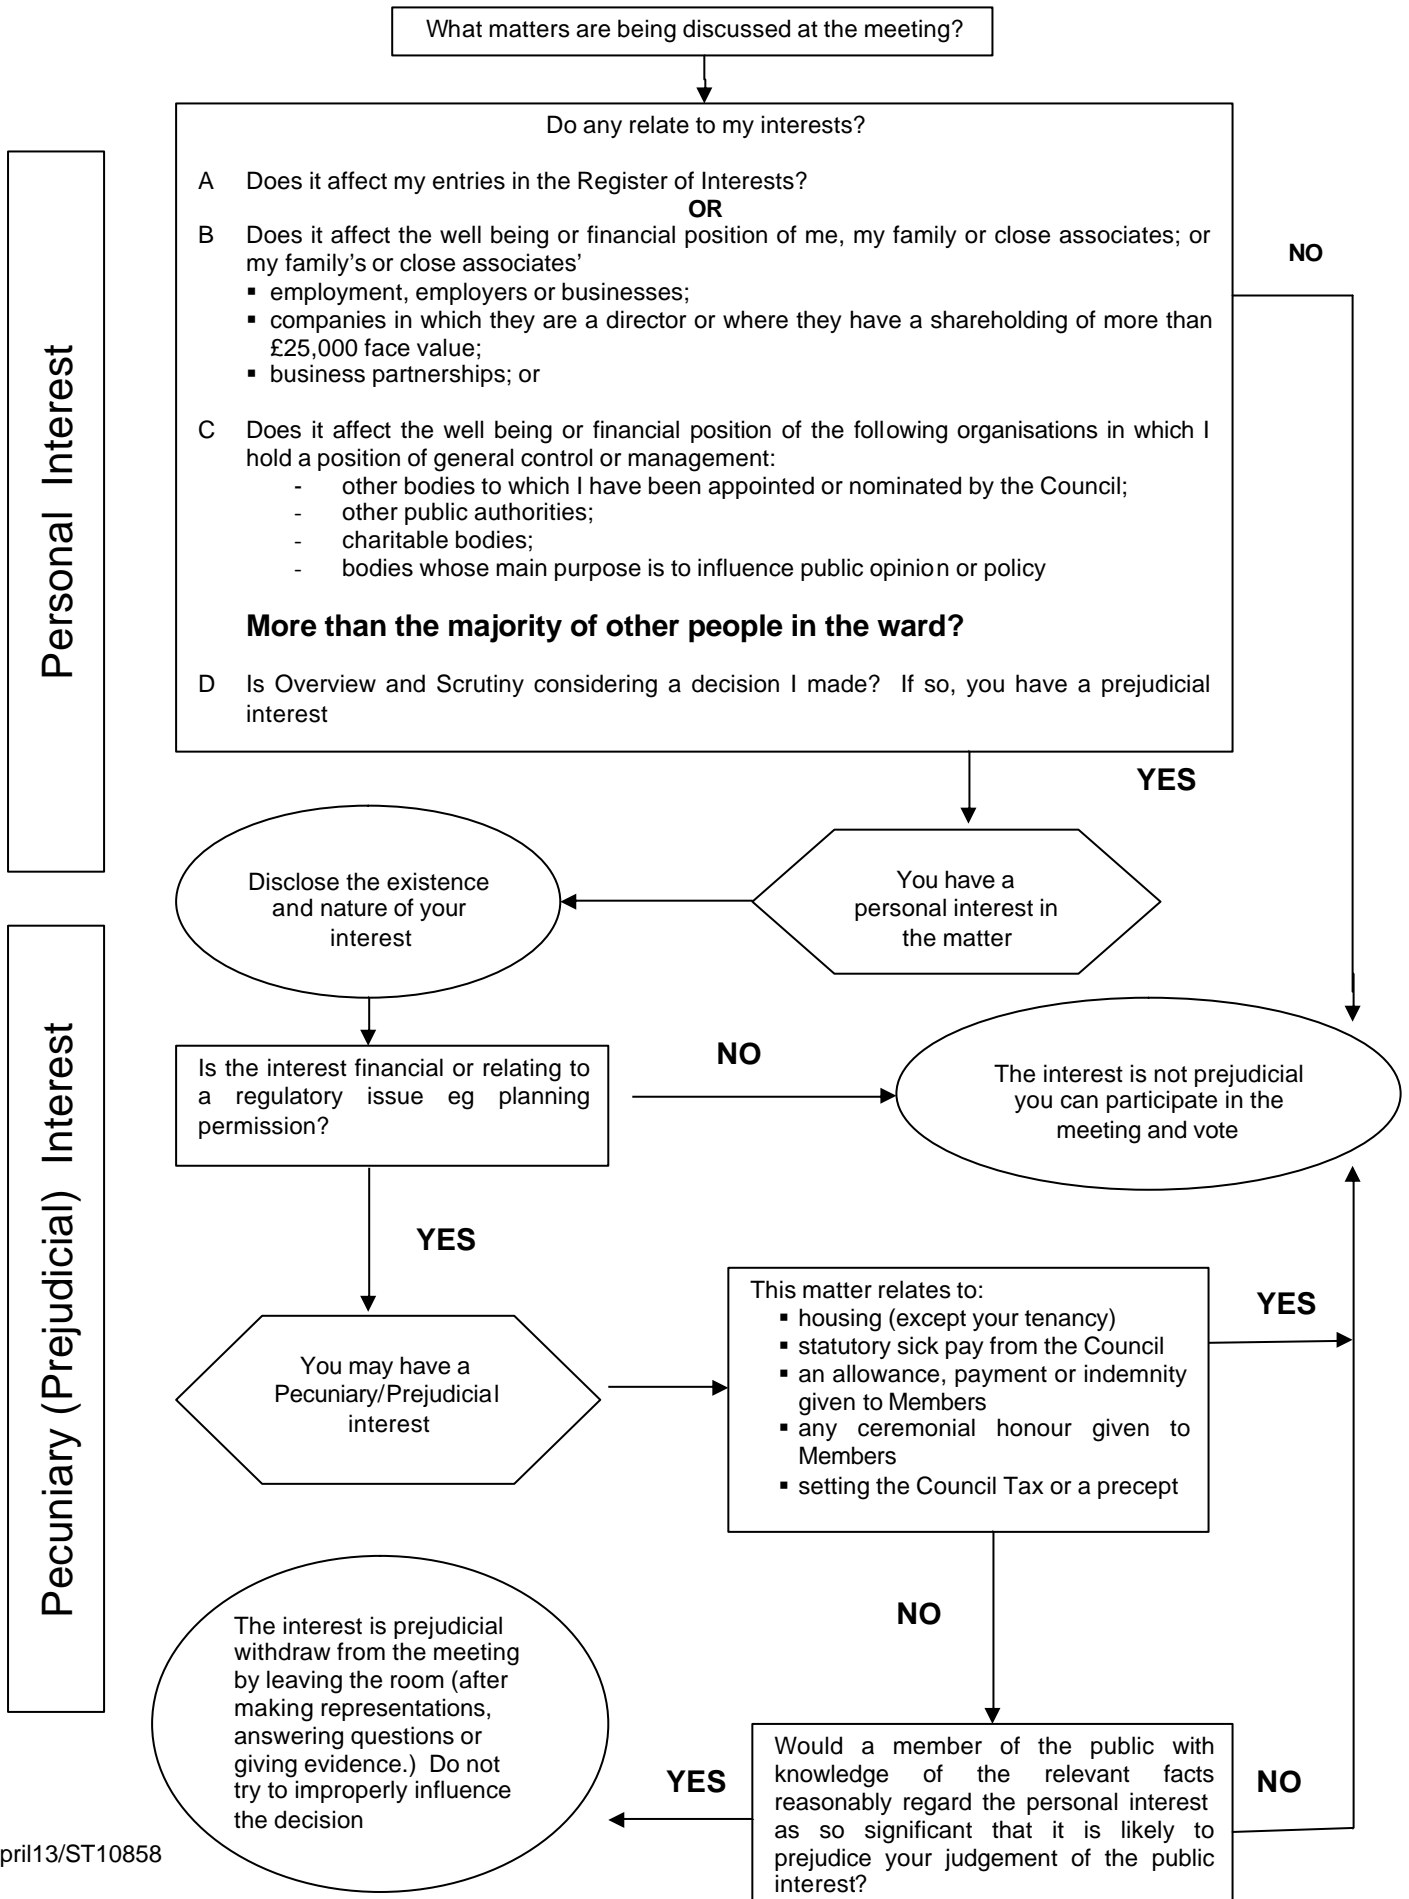 What matters are being discussed at the meeting?
Do any relate to my interests?
A Does it affect my entries in the Register of Interests?
OR
B Does it affect the well being or financial position of me, my family or close associates; or
my family's or close associates'
▪ employment, employers or businesses;
▪ companies in which they are a director or where they have a shareholding of more than
£25,000 face value;
▪ business partnerships; or
C Does it affect the well being or financial position of the following organisations in which I
hold a position of general control or management:
- other bodies to which I have been appointed or nominated by the Council;
- other public authorities;
- charitable bodies;
- bodies whose main purpose is to influence public opinion or policy
More than the majority of other people in the ward?
D Is Overview and Scrutiny considering a decision I made? If so, you have a prejudicial
interest
NO
Personal Interest
YES
You have a
personal interest in
the matter
Disclose the existence
and nature of your
interest
Pecuniary (Prejudicial) Interest
Is the interest financial or relating to
a regulatory issue eg planning
permission?
NO
The interest is not prejudicial
you can participate in the
meeting and vote
YES
You may have a
Pecuniary/Prejudicial
interest
This matter relates to:
▪ housing (except your tenancy)
▪ statutory sick pay from the Council
▪ an allowance, payment or indemnity
given to Members
▪ any ceremonial honour given to
Members
▪ setting the Council Tax or a precept
YES
NO
Would a member of the public with
knowledge of the relevant facts
reasonably regard the personal interest
as so significant that it is likely to
prejudice your judgement of the public
interest?
NO
YES
The interest is prejudicial
withdraw from the meeting
by leaving the room (after
making representations,
answering questions or
giving evidence.) Do not
try to improperly influence
the decision
pril13/ST10858